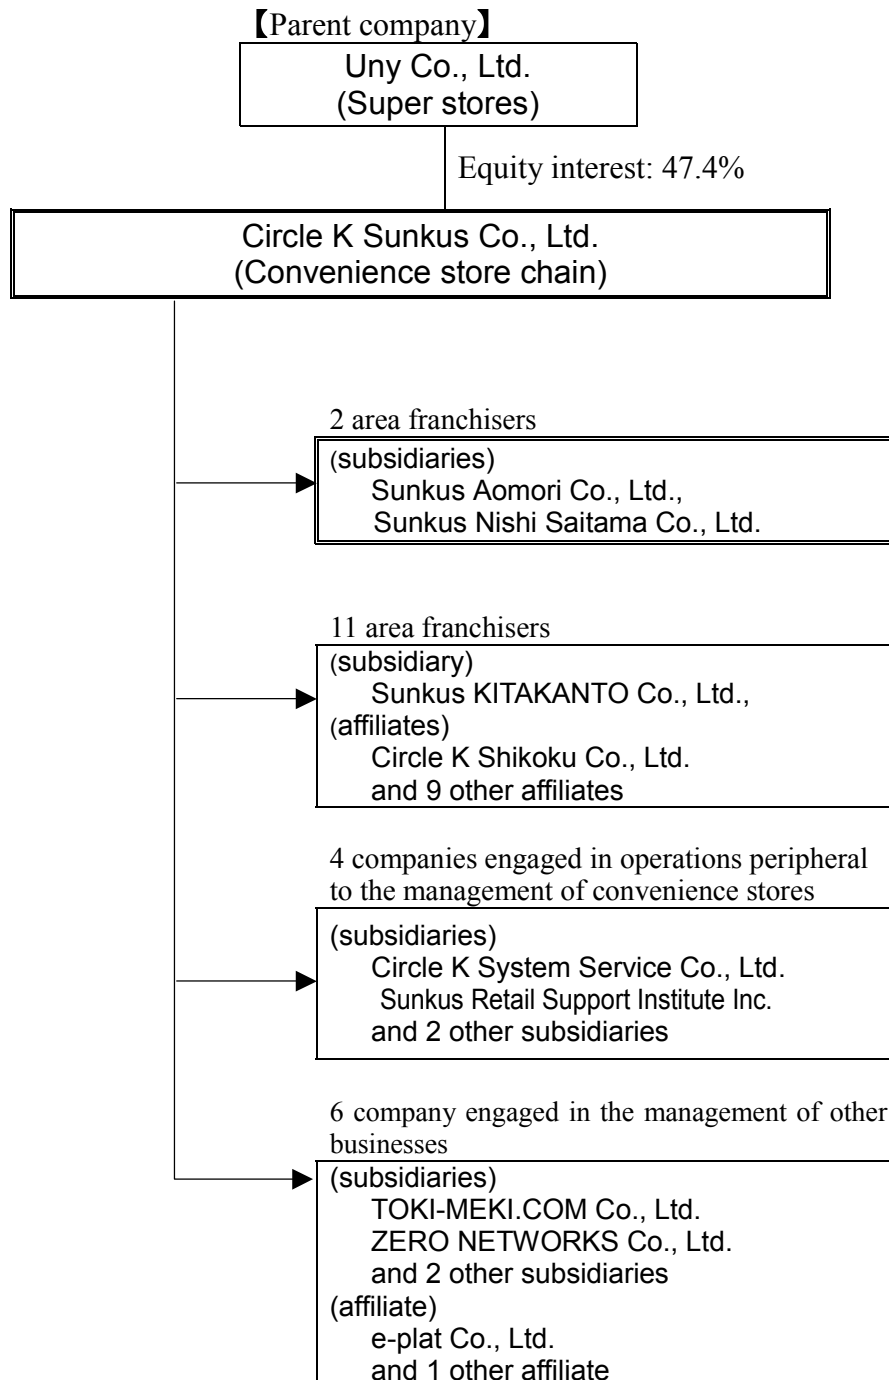 【Parent company】
Uny Co., Ltd.
(Super stores)
Equity interest: 47.4%
Circle K Sunkus Co., Ltd.
(Convenience store chain)
2 area franchisers
(subsidiaries)
Sunkus Aomori Co., Ltd.,
Sunkus Nishi Saitama Co., Ltd.
11 area franchisers
(subsidiary)
Sunkus KITAKANTO Co., Ltd.,
(affiliates)
Circle K Shikoku Co., Ltd.
and 9 other affiliates
4 companies engaged in operations peripheral
to the management of convenience stores
(subsidiaries)
Circle K System Service Co., Ltd.
Sunkus Retail Support Institute Inc.
and 2 other subsidiaries
6 company engaged in the management of other
businesses
(subsidiaries)
TOKI-MEKI.COM Co., Ltd.
ZERO NETWORKS Co., Ltd.
and 2 other subsidiaries
(affiliate)
e-plat Co., Ltd.
and 1 other affiliate